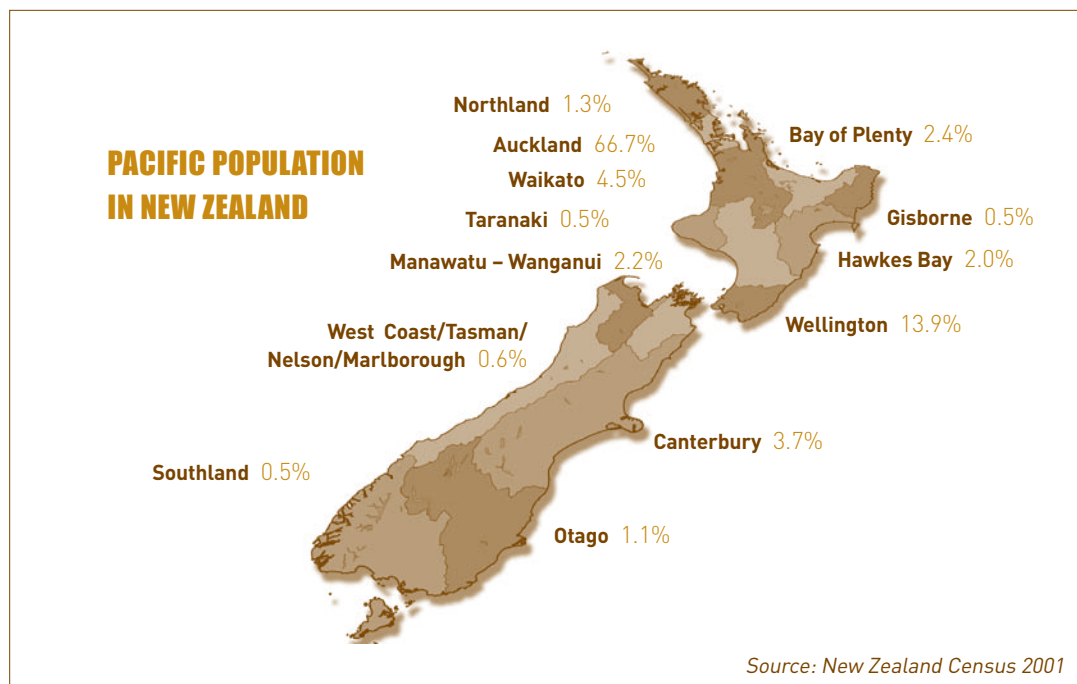 PACIFIC POPULATION
IN NEW ZEALAND
Northland 1.3%
Auckland 66.7%
Waikato 4.5%
Taranaki 0.5%
Manawatu – Wanganui 2.2%
West Coast/Tasman/
Nelson/Marlborough 0.6%
Southland 0.5%
Bay of Plenty 2.4%
Gisborne 0.5%
Hawkes Bay 2.0%
Wellington 13.9%
Canterbury 3.7%
Otago 1.1%
Source: New Zealand Census 2001